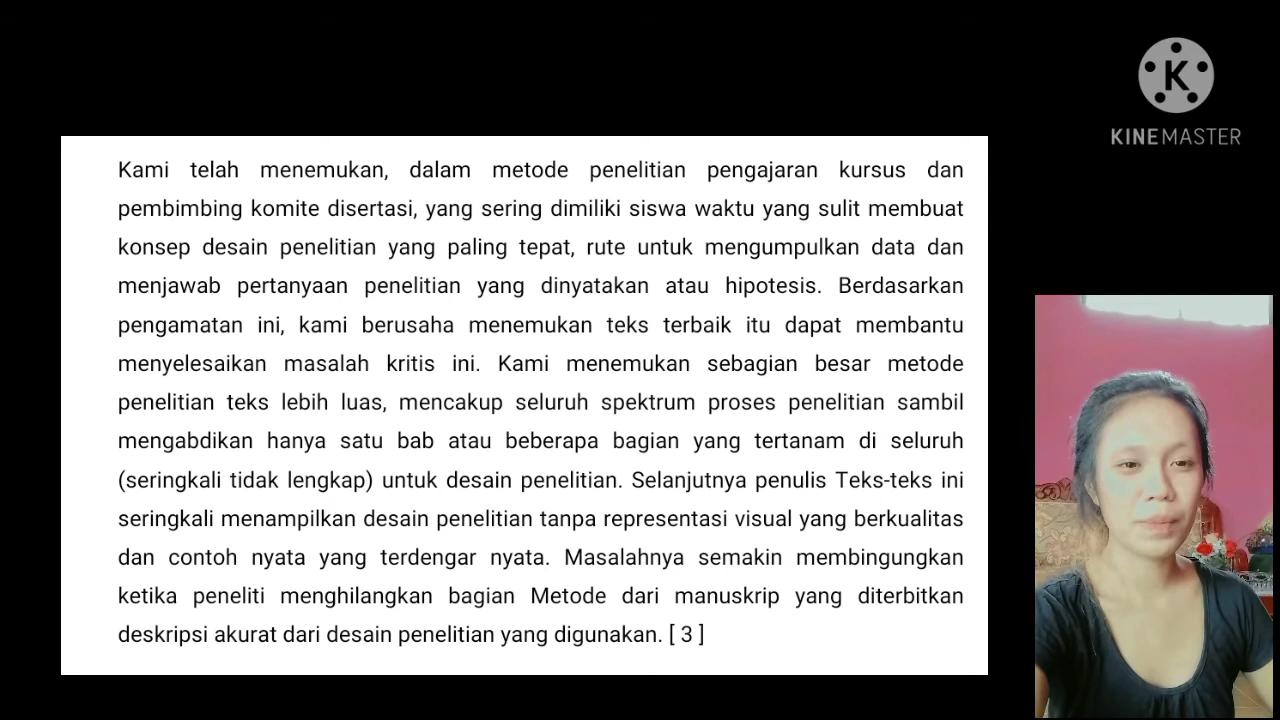 Kami telah menemukan, dalam metode penelitian pengajaran kursus dan
pembimbing komite disertasi, yang sering dimiliki siswa waktu yang sulit membuat
konsep desain penelitian yang paling tepat, rute untuk mengumpulkan data dan
menjawab pertanyaan penelitian yang dinyatakan atau hipotesis. Berdasarkan
pengamatan ini, kami berusaha menemukan teks terbaik itu dapat membantu
menyelesaikan masalah kritis ini. Kami menemukan sebagian besar metode
penelitian teks lebih luas, mencakup seluruh spektrum proses penelitian sambil
mengabdikan hanya satu bab atau beberapa bagian yang tertanam di seluruh
(seringkali tidak lengkap) untuk desain penelitian. Selanjutnya penulis Teks-teks ini
seringkali menampilkan desain penelitian tanpa representasi visual yang berkualitas
dan contoh nyata yang terdengar nyata. Masalahnya semakin membingungkan
ketika peneliti menghilangkan bagian Metode dari manuskrip yang diterbitkan
deskripsi akurat dari desain penelitian yang digunakan. [ 3 ]
K
KINEMASTER